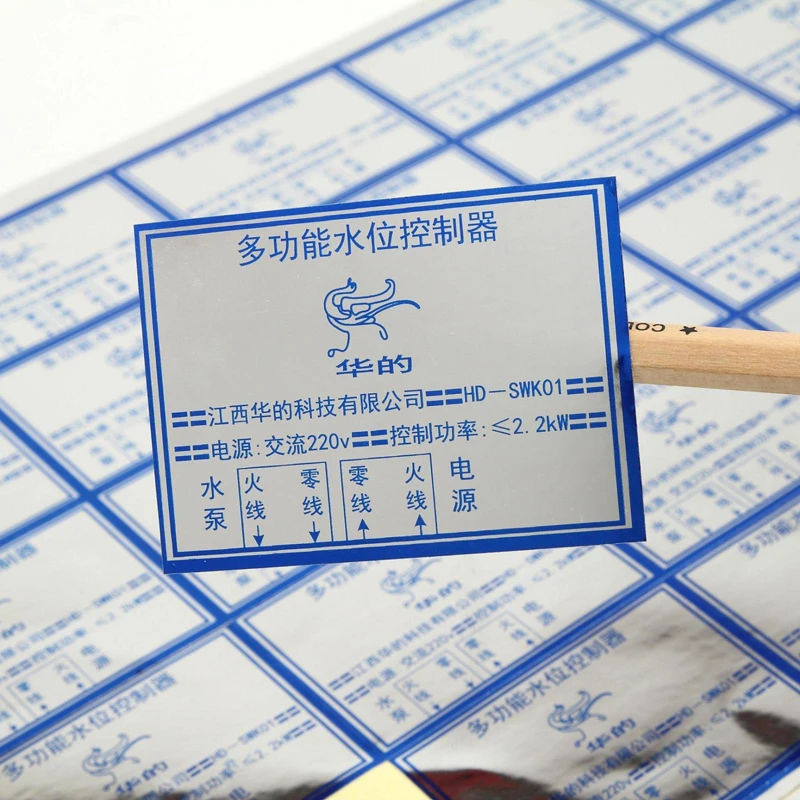 多功能水位控制器
华的
==江西华的科技有限公司==HD-SWK01==
==电源:交流220v==控制功率:≤2.2kW==
水泵 火线 零线 零线 火线 电源
COL